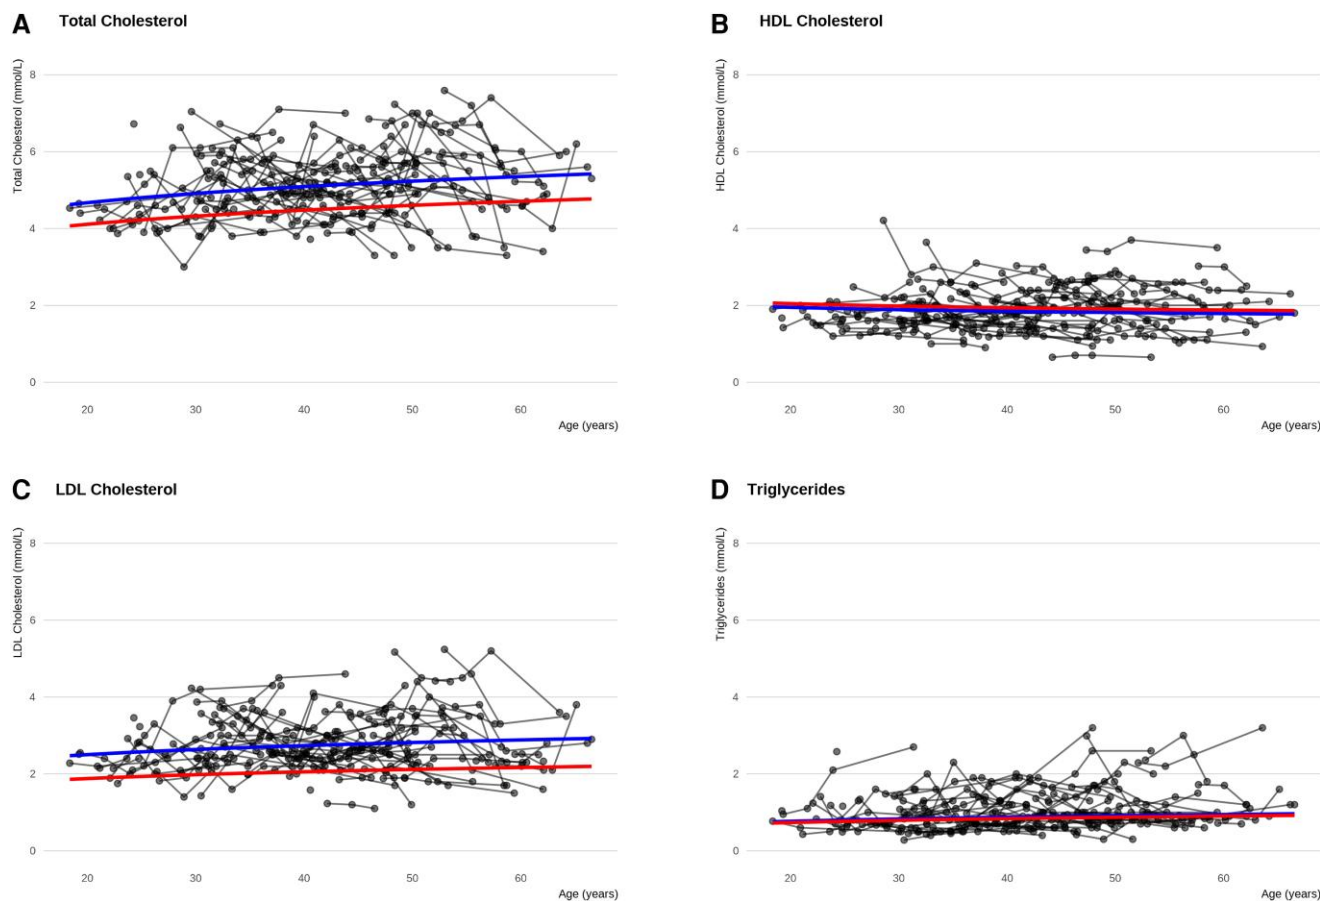 A Total Cholesterol
Total Cholesterol (mmol/L)
8
6
4
2
0
20 30 40 50 60
Age (years)
B HDL Cholesterol
HDL Cholesterol (mmol/L)
8
6
4
2
0
20 30 40 50 60
Age (years)
C LDL Cholesterol
LDL Cholesterol (mmol/L)
8
6
4
2
0
20 30 40 50 60
Age (years)
D Triglycerides
Triglycerides (mmol/L)
8
6
4
2
0
20 30 40 50 60
Age (years)